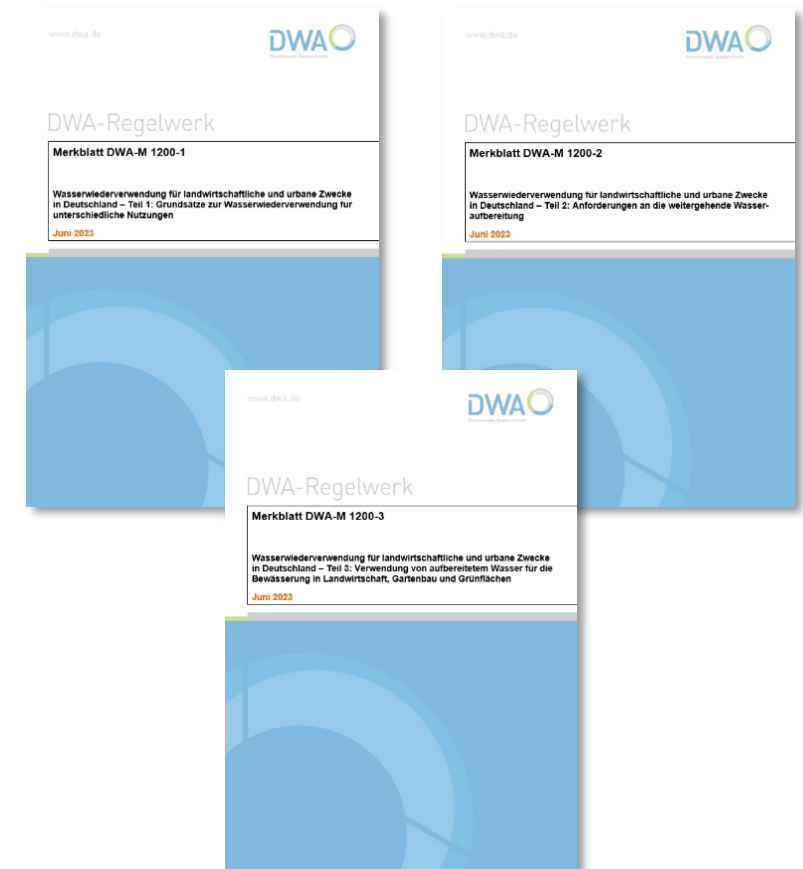 www.dwa.de
DWA
DWA-Regelwerk
Merkblatt DWA-M 1200-1
Wasserwiederverwendung für landwirtschaftliche und urbane Zwecke
in Deutschland – Teil 1: Grundsätze zur Wasserwiederverwendung für
unterschiedliche Nutzungen
Juni 2023
www.dwa.de
DWA
DWA-Regelwerk
Merkblatt DWA-M 1200-2
Wasserwiederverwendung für landwirtschaftliche und urbane Zwecke
in Deutschland – Teil 2: Anforderungen an die weitergehende Wasser-
aufbereitung
Juni 2023
www.dwa.de
DWA
DWA-Regelwerk
Merkblatt DWA-M 1200-3
Wasserwiederverwendung für landwirtschaftliche und urbane Zwecke
in Deutschland – Teil 3: Verwendung von aufbereitetem Wasser für die
Bewässerung in Landwirtschaft, Gartenbau und Grünflächen
Juni 2023